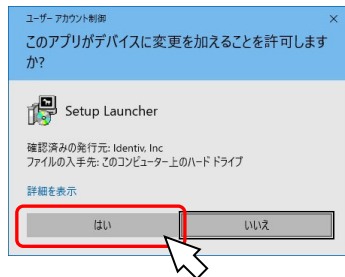 ユーザー アカウント制御
×
このアプリがデバイスに変更を加えることを許可します
か?
Setup Launcher
確認済みの発行元: Identiv, Inc
ファイルの入手先: このコンピューター上のハード ドライブ
詳細を表示
はい
いいえ